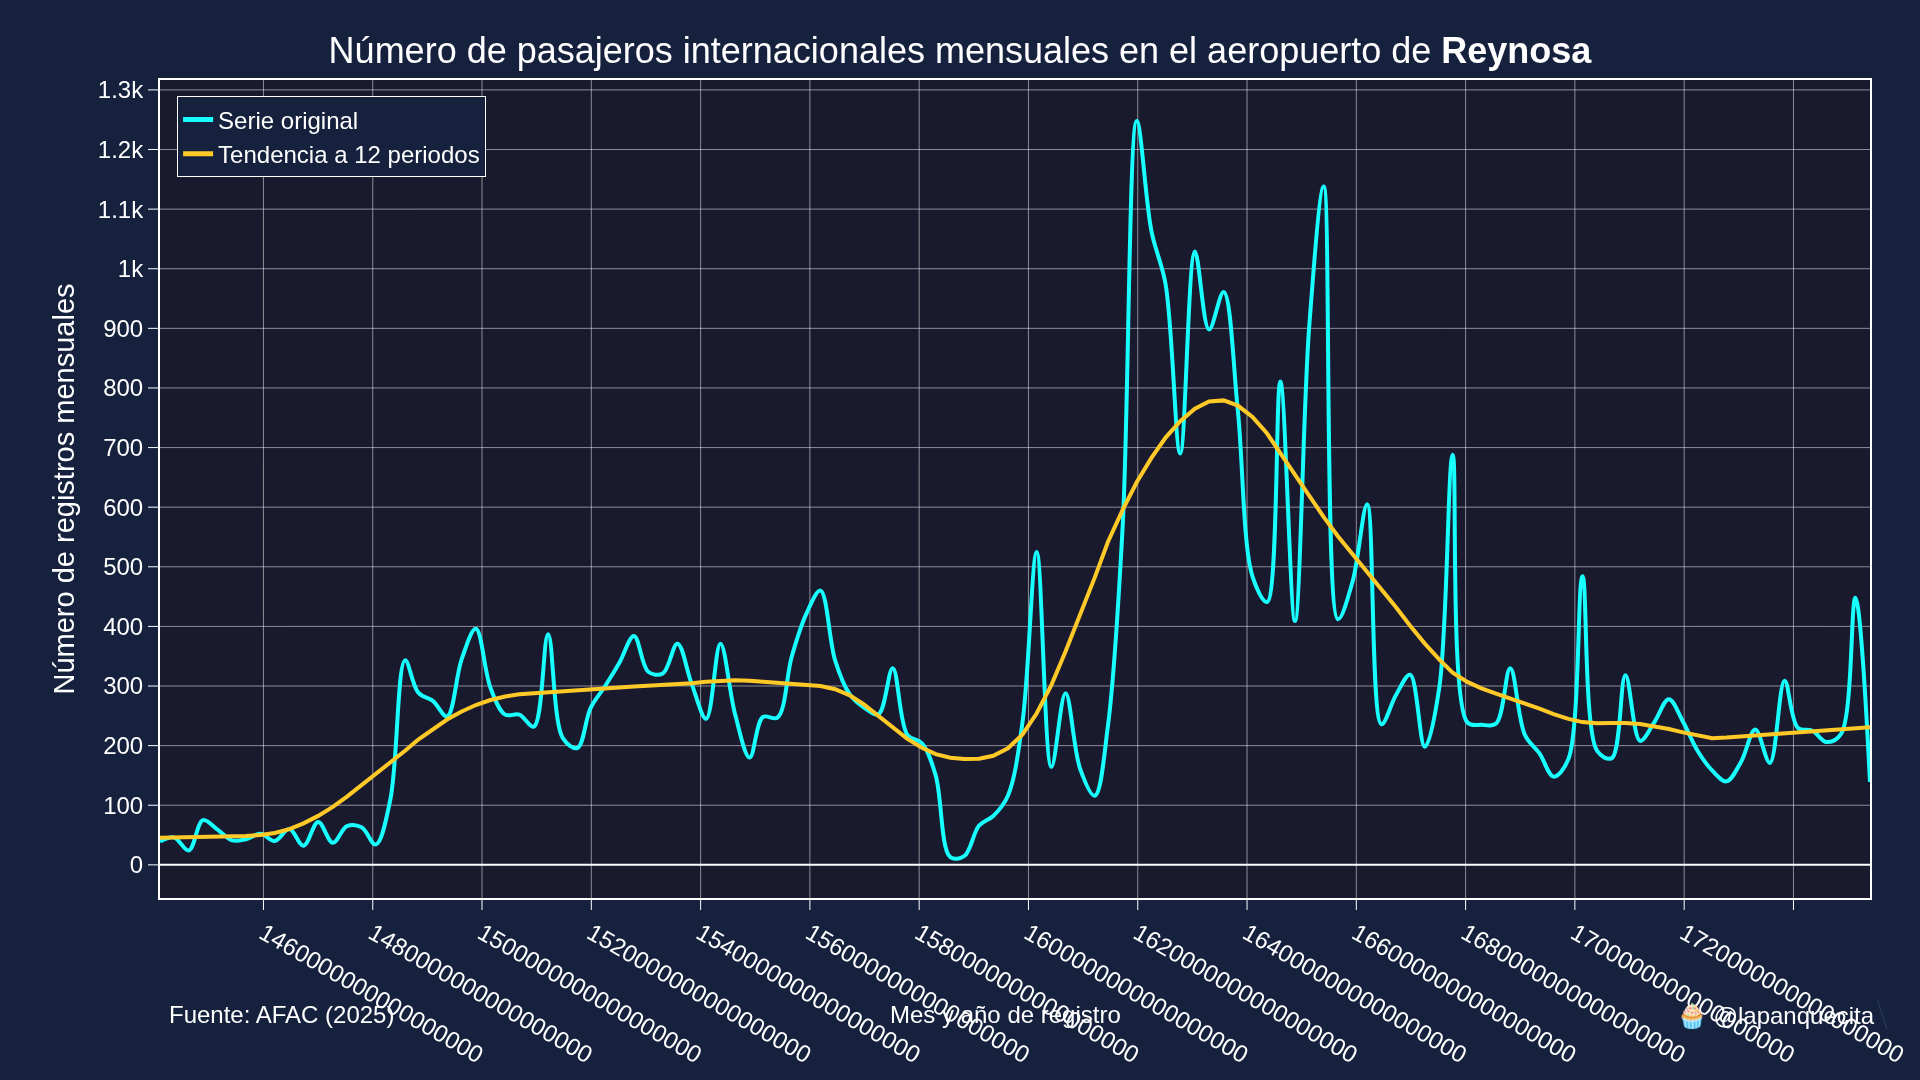 Número de pasajeros internacionales mensuales en el aeropuerto de Reynosa
Serie original
Tendencia a 12 periodos
Número de registros mensuales
1.3k
1.2k
1.1k
1k
900
800
700
600
500
400
300
200
100
0
1460000000000000000
1480000000000000000
1500000000000000000
1520000000000000000
1540000000000000000
1560000000000000000
1580000000000000000
1600000000000000000
1620000000000000000
1640000000000000000
1660000000000000000
1680000000000000000
1700000000000000000
1720000000000000000
Fuente: AFAC (2025)
Mes y año de registro
🧁 @lapanquecita